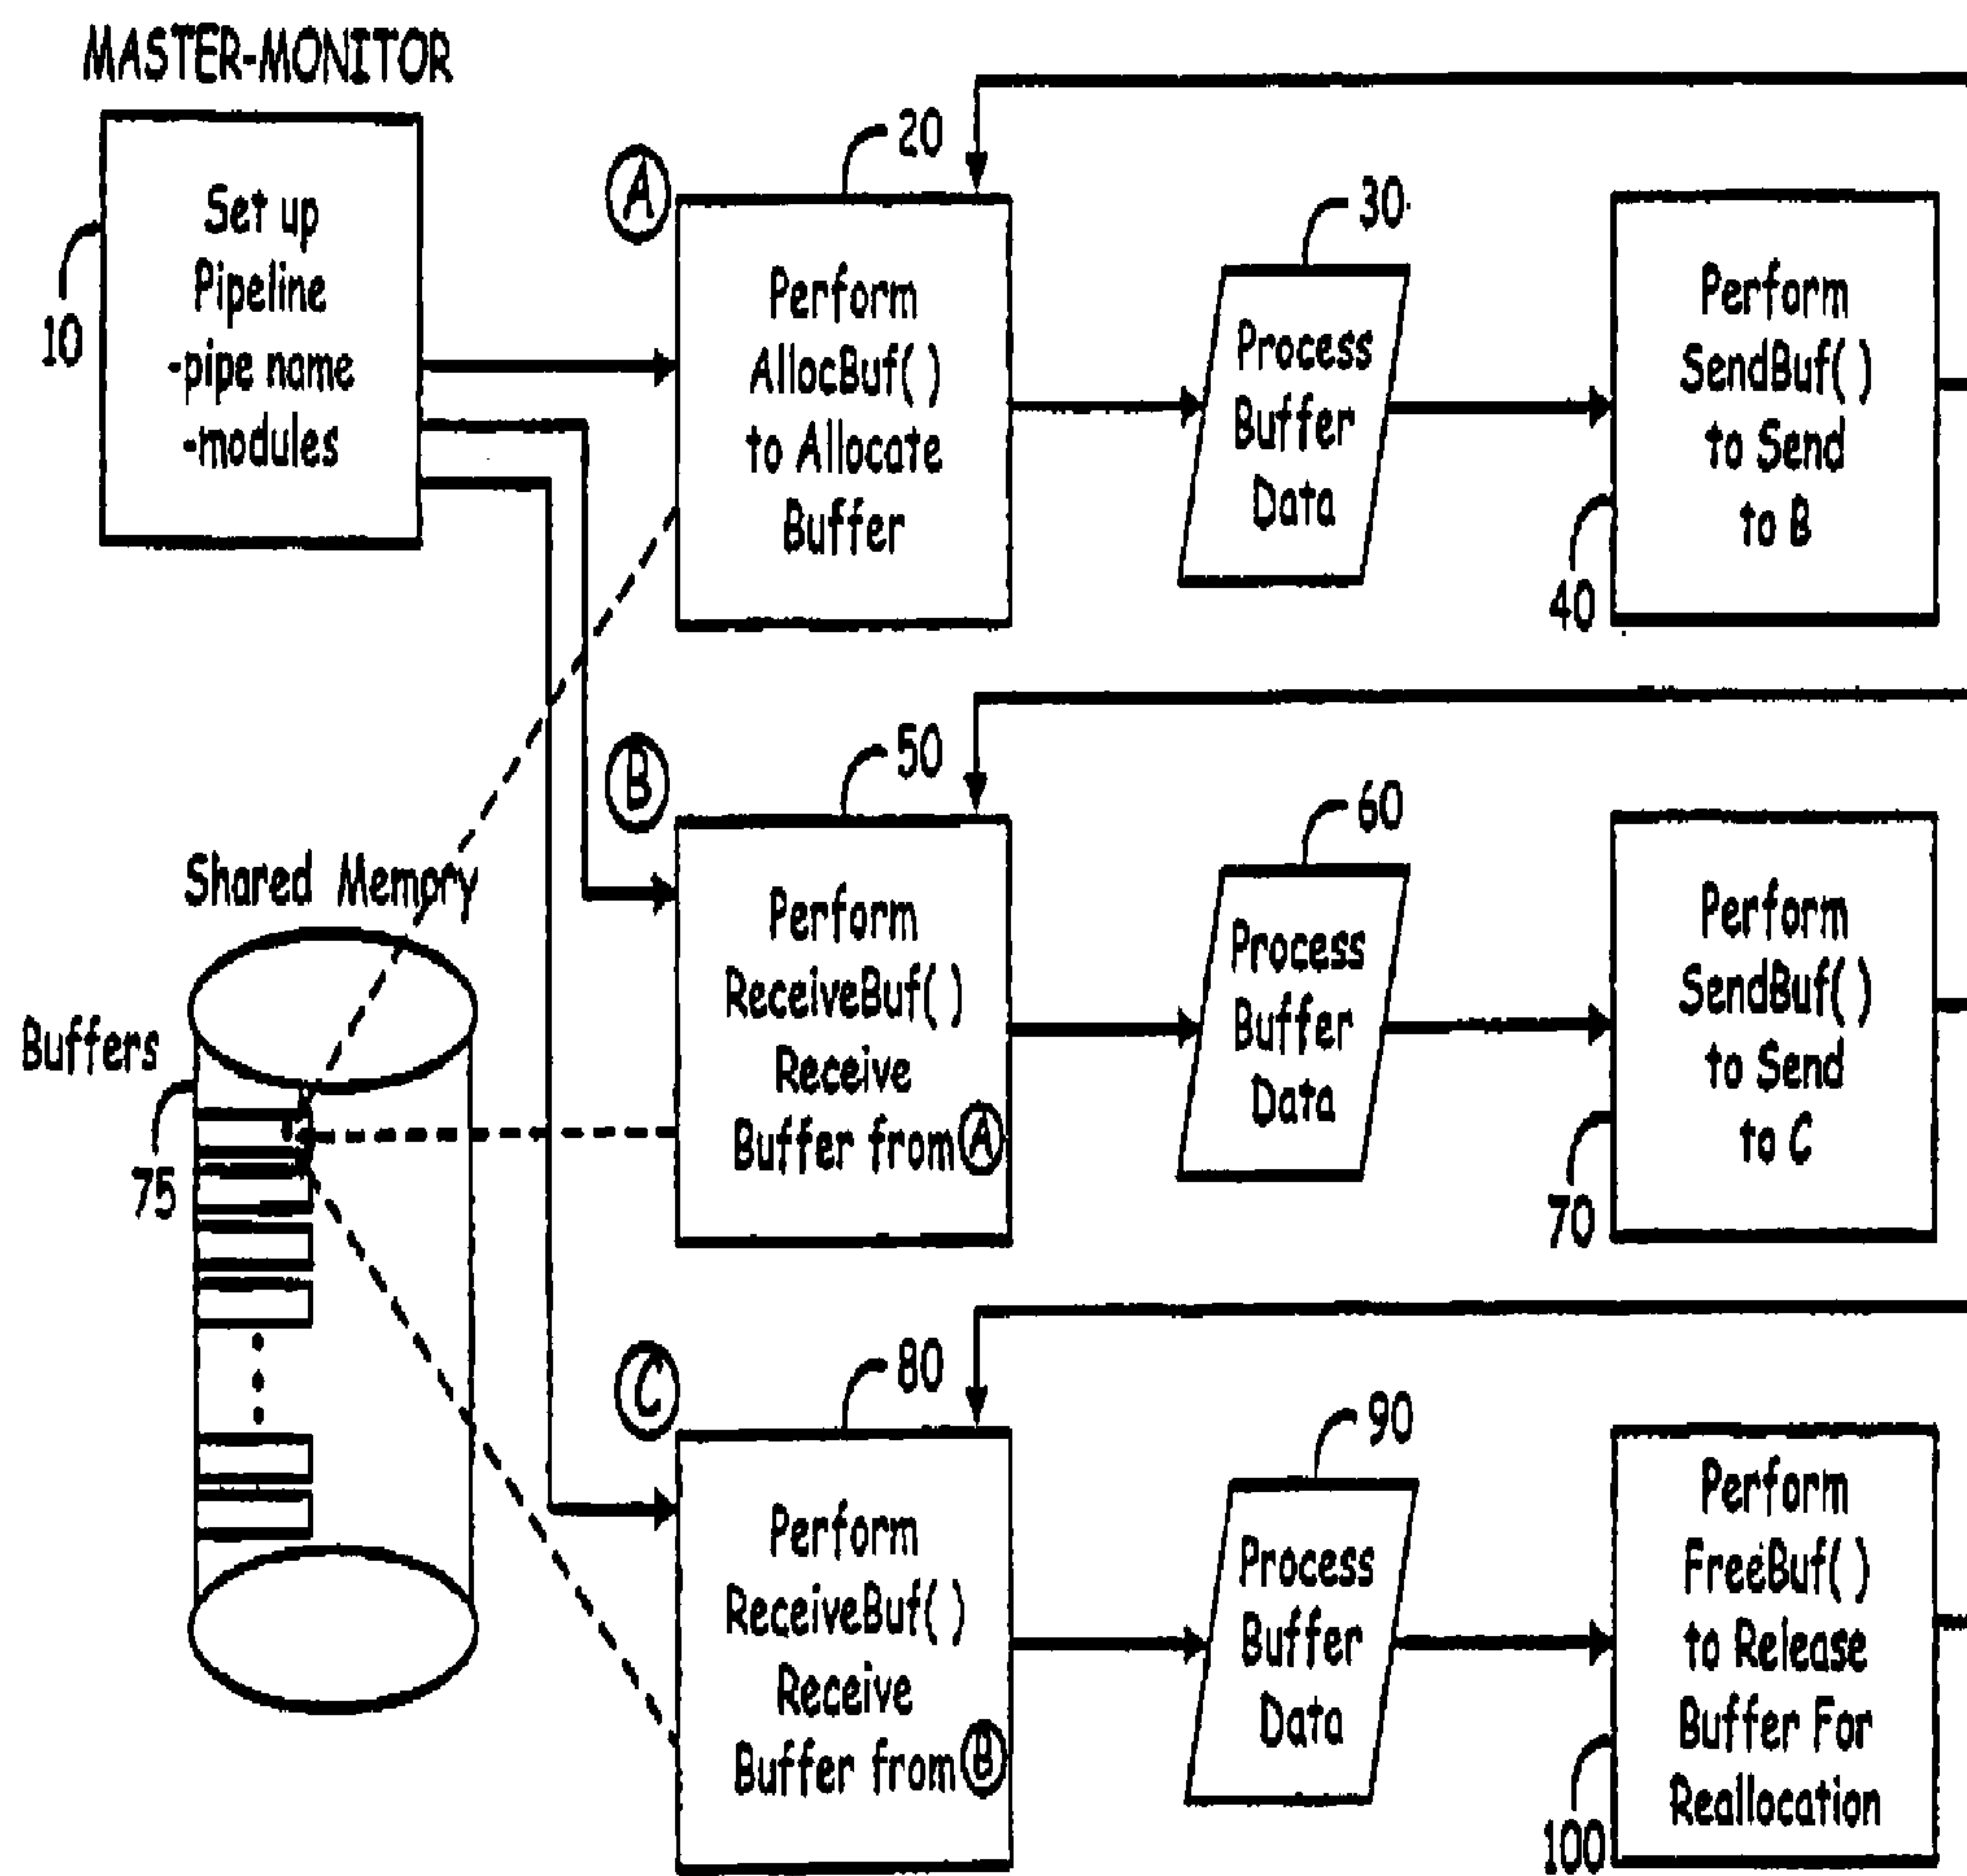 MASTER-MONITOR
Set up
Pipeline
-pipe name
-modules
10
A
20
Perform
AllocBuf( )
to Allocate
Buffer
30
Process
Buffer
Data
Perform
SendBuf( )
to Send
to B
40
Shared Memory
Buffers
75
B
50
Perform
ReceiveBuf( )
Receive
Buffer from A
60
Process
Buffer
Data
Perform
SendBuf( )
to Send
to C
70
C
80
Perform
ReceiveBuf( )
Receive
Buffer from B
90
Process
Buffer
Data
Perform
FreeBuf( )
to Release
Buffer For
Reallocation
100